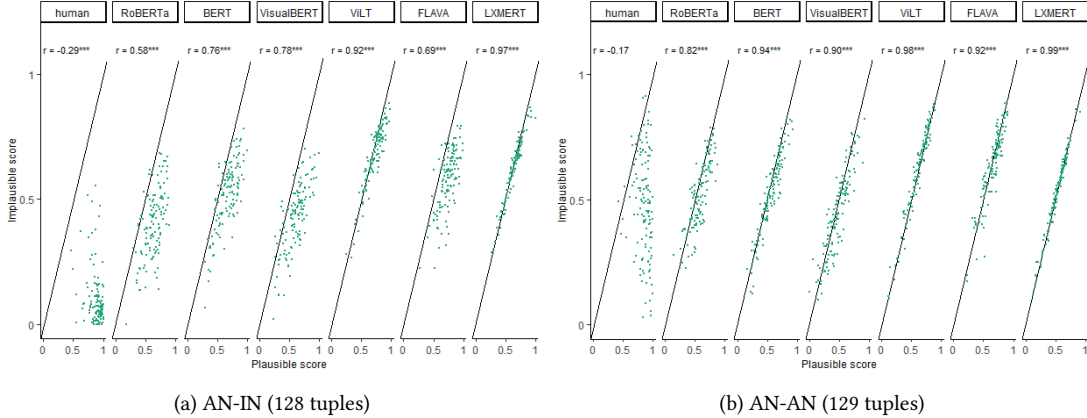 human RoBERTa BERT VisualBERT ViLT FLAVA LXMERT
r = -0.29*** r = 0.58*** r = 0.76*** r = 0.78*** r = 0.92*** r = 0.69*** r = 0.97***
1
Implausible score
0.5
0
0 0.5 1 0 0.5 1 0 0.5 1 0 0.5 1 0 0.5 1 0 0.5 1 0 0.5 1
Plausible score
(a) AN-IN (128 tuples)
human RoBERTa BERT VisualBERT ViLT FLAVA LXMERT
r = -0.17 r = 0.82*** r = 0.94*** r = 0.90*** r = 0.98*** r = 0.92*** r = 0.99***
1
Implausible score
0.5
0
0 0.5 1 0 0.5 1 0 0.5 1 0 0.5 1 0 0.5 1 0 0.5 1 0 0.5 1
Plausible score
(b) AN-AN (129 tuples)